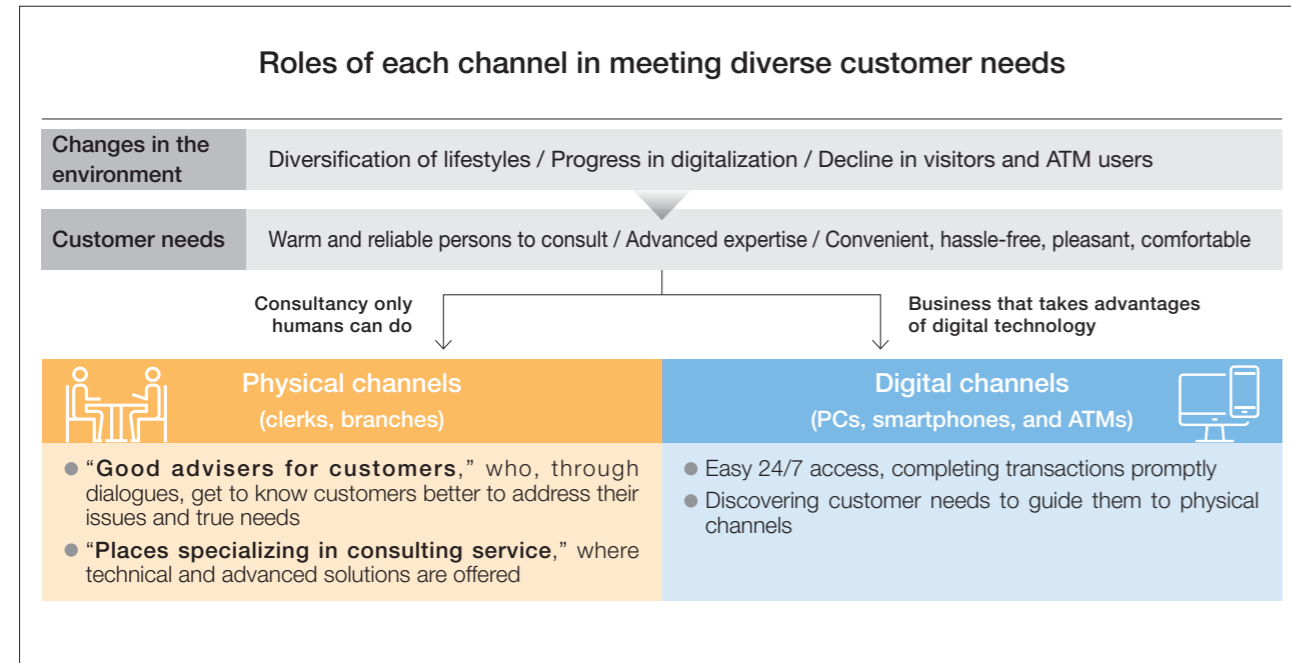 Roles of each channel in meeting diverse customer needs
Changes in the
environment
Diversification of lifestyles / Progress in digitalization / Decline in visitors and ATM users
Customer needs
Warm and reliable persons to consult / Advanced expertise / Convenient, hassle-free, pleasant, comfortable
Consultancy only
humans can do
Business that takes advantages
of digital technology
Physical channels
(clerks, branches)
● “Good advisers for customers,” who, through
dialogues, get to know customers better to address their
issues and true needs
● “Places specializing in consulting service,” where
technical and advanced solutions are offered
Digital channels
(PCs, smartphones, and ATMs)
● Easy 24/7 access, completing transactions promptly
● Discovering customer needs to guide them to physical
channels